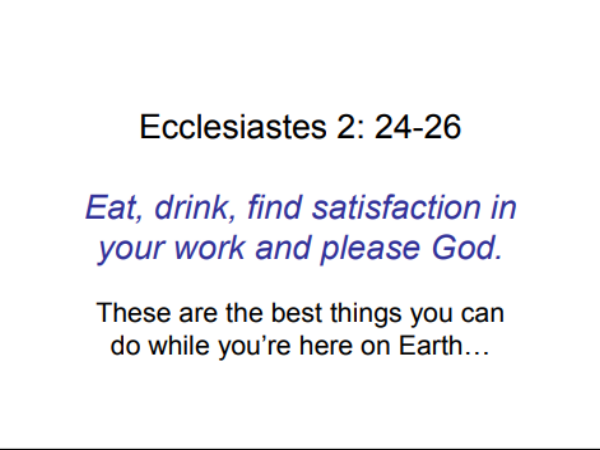 Ecclesiastes 2: 24-26
Eat, drink, find satisfaction in
your work and please God.
These are the best things you can
do while you're here on Earth…